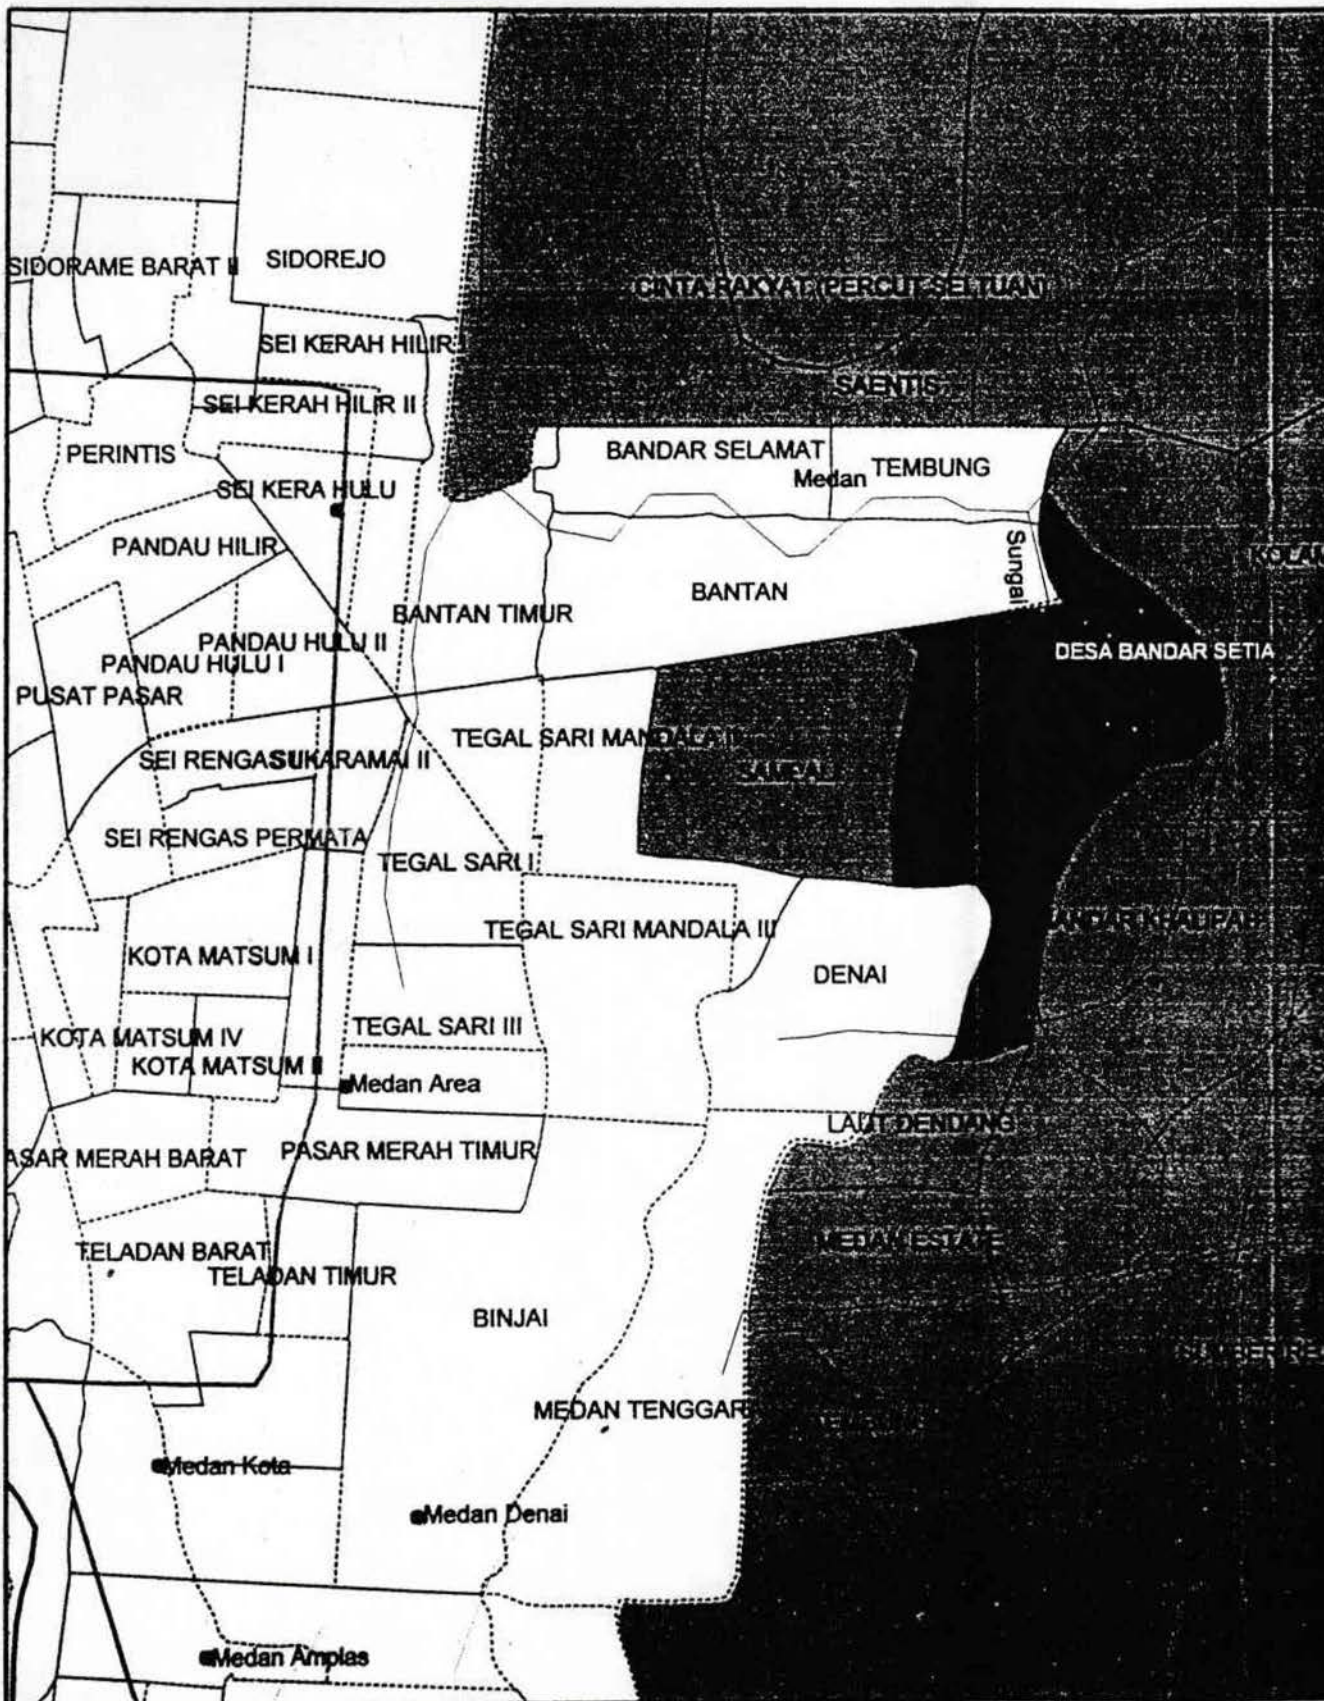 SIDORAME BARAT II
SIDOREJO
CINTA RAKYAT (PERCUT SEI TUAN)
SEI KERAH HILIR I
SAENTIS
SEI KERAH HILIR II
PERINTIS
BANDAR SELAMAT
TEMBUNG
Medan
SEI KERA HULU
PANDAU HILIR
Sungai
KOLAM
BANTAN
BANTAN TIMUR
PANDAU HULU II
DESA BANDAR SETIA
PANDAU HULU I
PUSAT PASAR
TEGAL SARI MANDALA II
SEI RENGAS
SUKARAMAI II
SEI RENGAS PERMATA
TEGAL SARI I
BANDAR KHALIPAH
TEGAL SARI MANDALA III
KOTA MATSUM I
DENAI
TEGAL SARI III
KOTA MATSUM IV
KOTA MATSUM II
Medan Area
LAUT DENDANG
PASAR MERAH TIMUR
ASAR MERAH BARAT
MEDAN ESTATE
TELADAN BARAT
TELADAN TIMUR
BINJAI
MEDAN TENGGAR
Medan Kota
Medan Denai
Medan Amplas